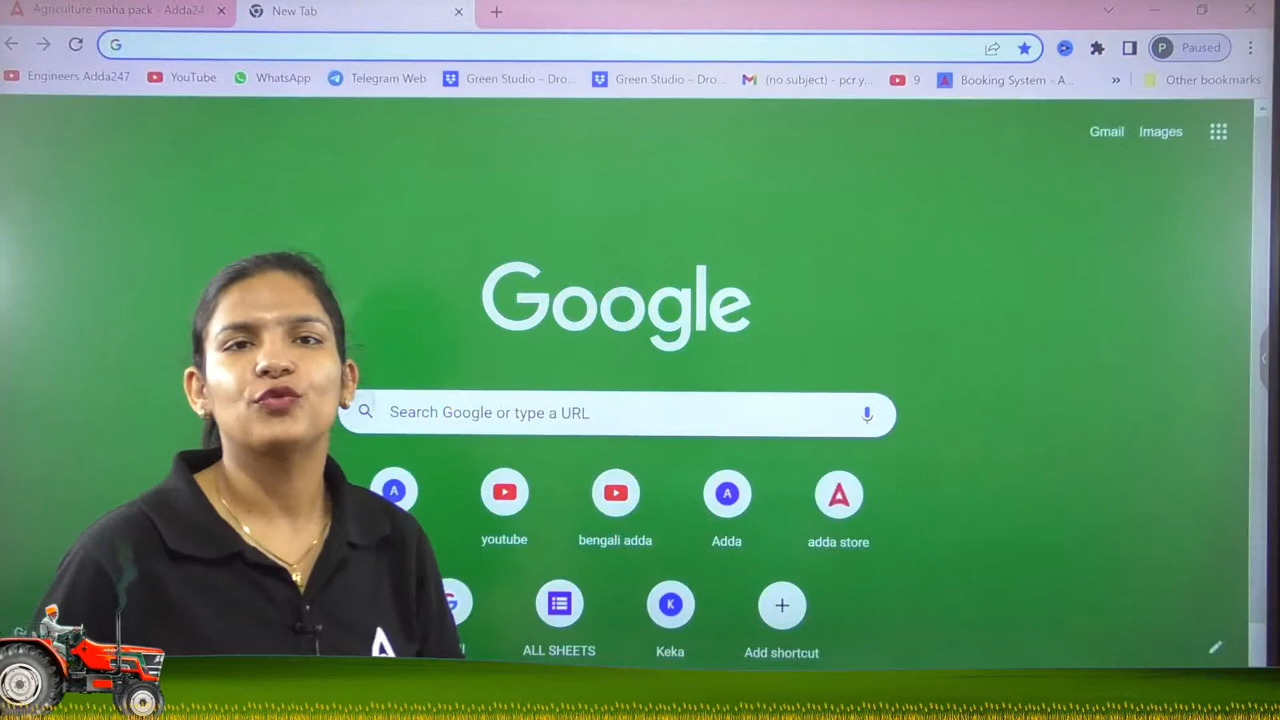 Agriculture maha pack - Adda24
New Tab
P Paused
Engineers Adda247 YouTube WhatsApp Telegram Web Green Studio – Dro... Green Studio – Dro... (no subject) - pcr.y... 9 Booking System - A... » Other bookmarks
Gmail Images
Google
Search Google or type a URL
A A
youtube bengali adda Adda adda store
K
ALL SHEETS Keka Add shortcut